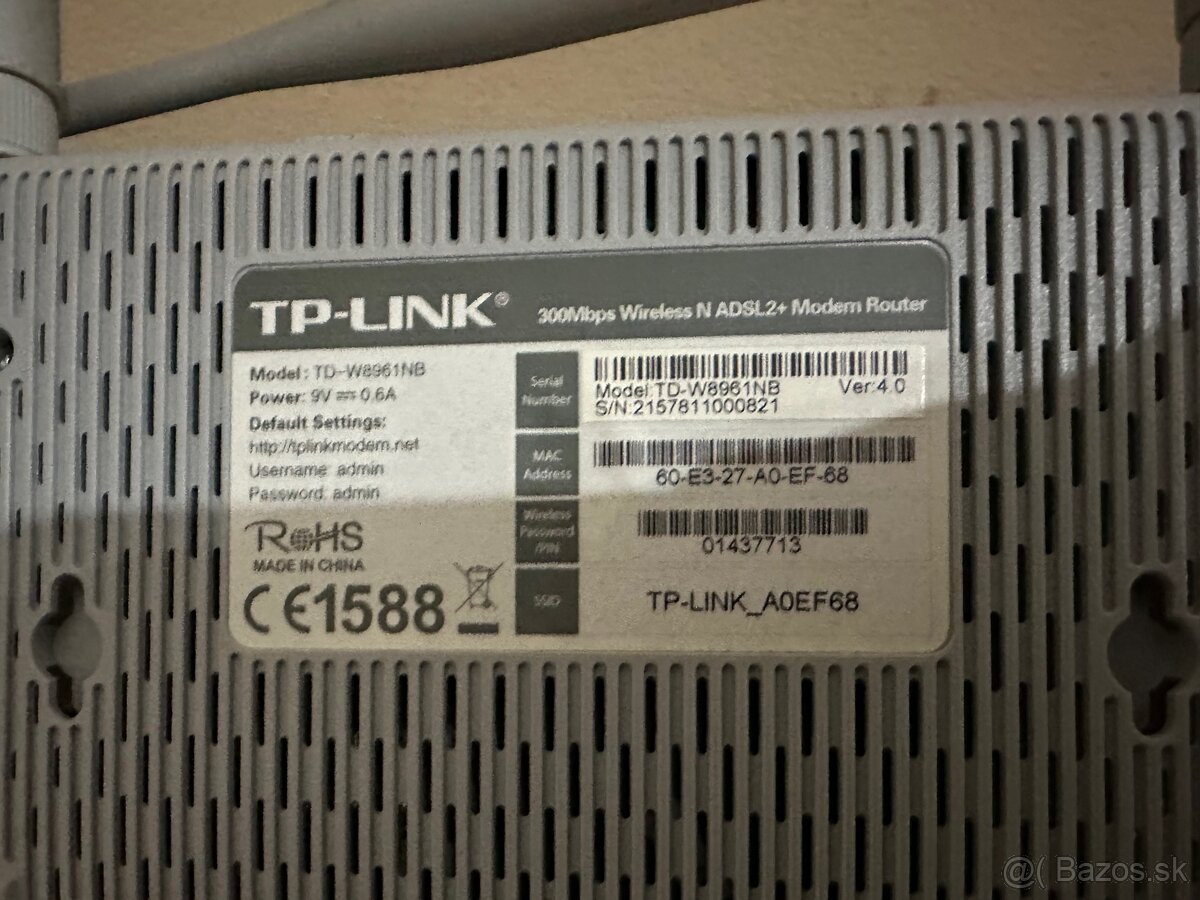 TP-LINK® 300Mbps Wireless N ADSL2+ Modem Router
Model: TD-W8961NB
Power: 9V ⎓ 0.6A
Default Settings:
http://tplinkmodem.net
Username: admin
Password: admin
RoHS
MADE IN CHINA
CE1588
Serial
Number
Model:TD-W8961NB Ver:4.0
S/N:2157811000821
MAC
Address
60-E3-27-A0-EF-68
Wireless
Password
/PIN
01437713
SSID
TP-LINK_A0EF68
@( Bazos.sk